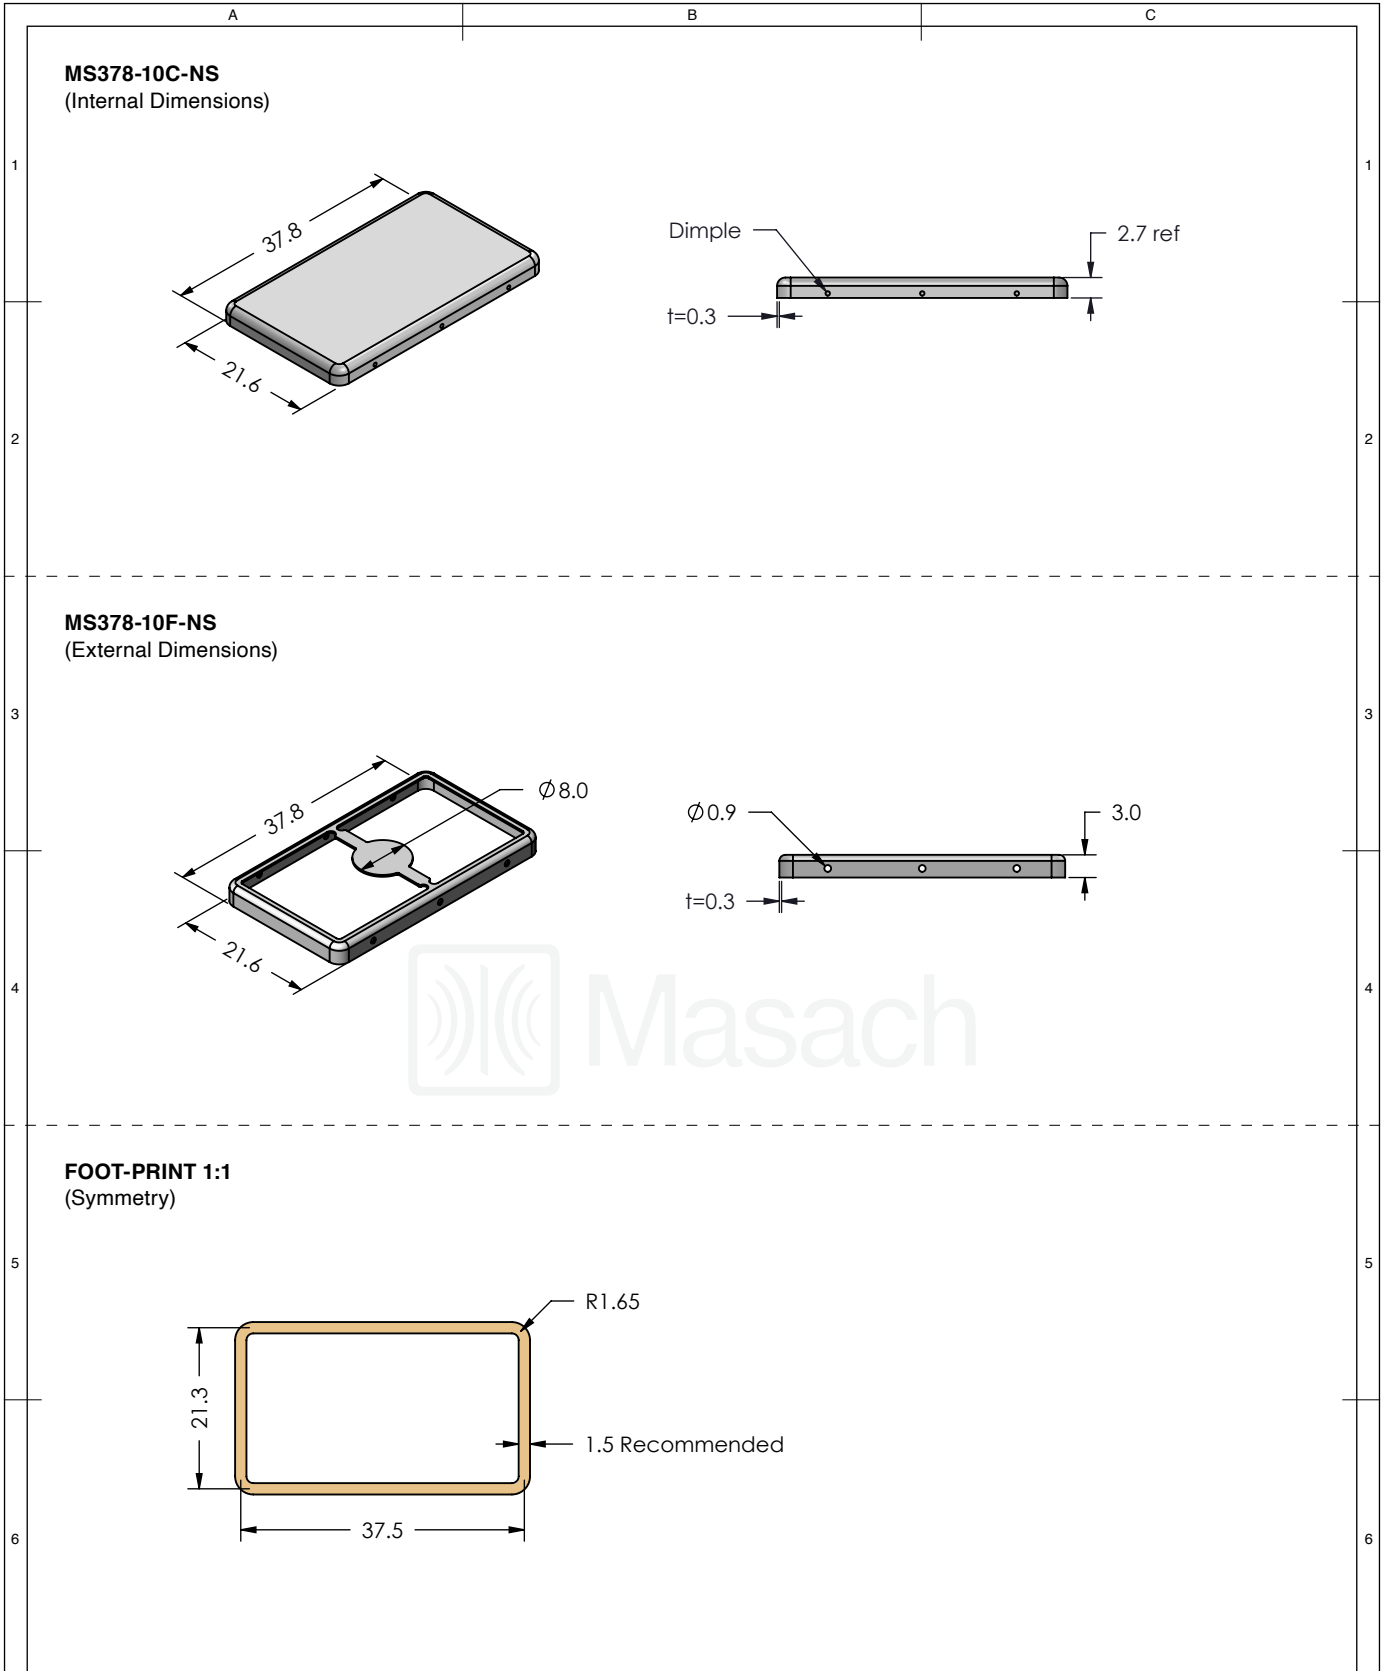 A
B
C
MS378-10C-NS
(Internal Dimensions)
1
1
37.8
21.6
Dimple
2.7 ref
t=0.3
2
2
MS378-10F-NS
(External Dimensions)
3
3
37.8
Ø8.0
21.6
Ø0.9
3.0
t=0.3
Masach
4
4
FOOT-PRINT 1:1
(Symmetry)
5
5
R1.65
21.3
1.5 Recommended
37.5
6
6